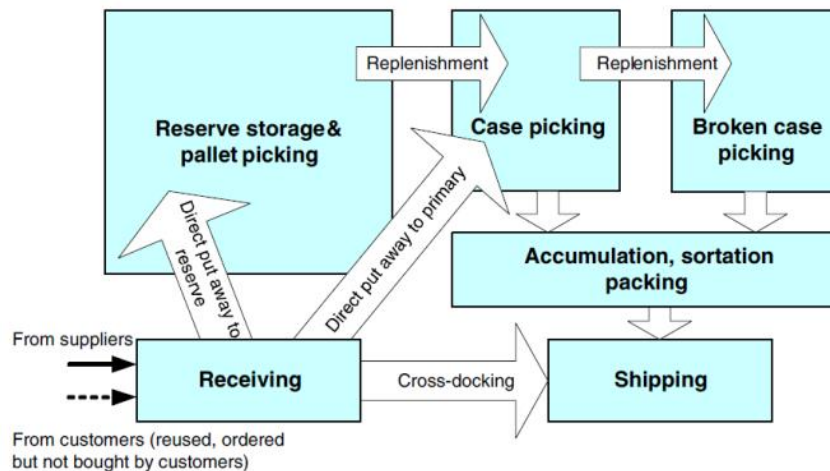 Replenishment
Replenishment
Reserve storage &
pallet picking
Case picking
Broken case
picking
Direct put away to
reserve
Direct put away to primary
Accumulation, sortation
packing
From suppliers
Receiving
Cross-docking
Shipping
From customers (reused, ordered
but not bought by customers)